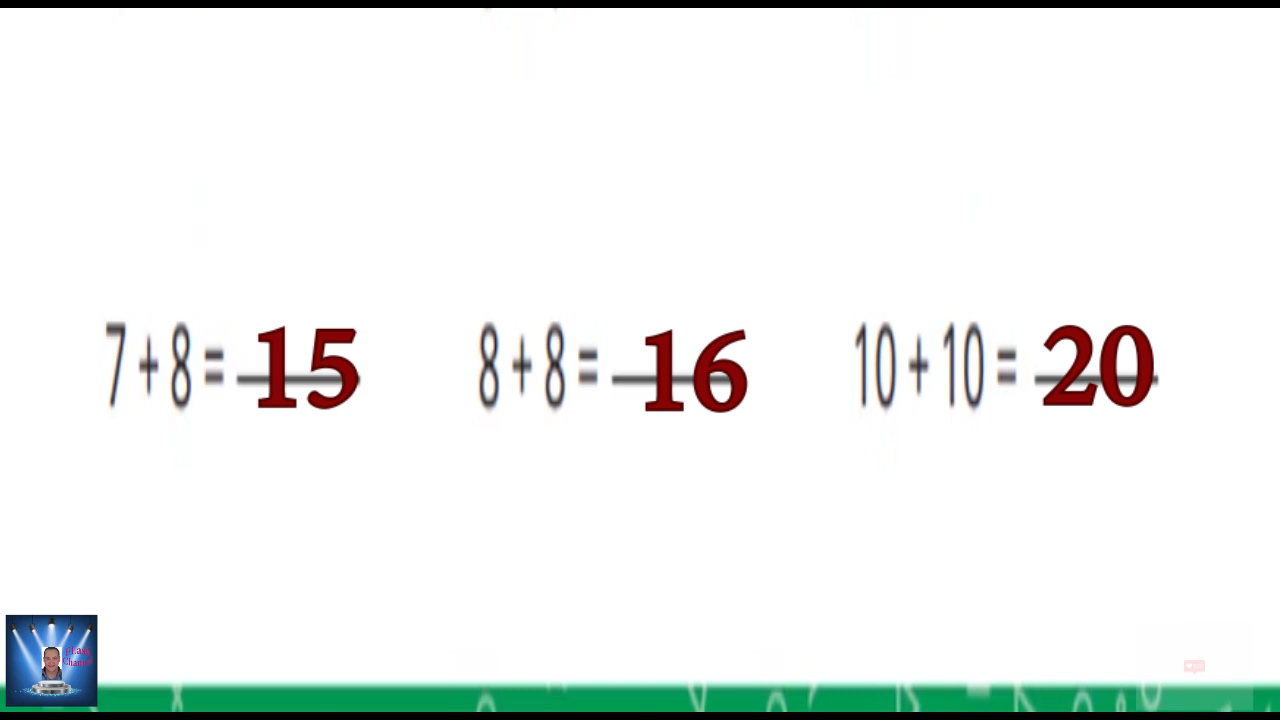 7 + 8 = 15 8 + 8 = 16 10 + 10 = 20